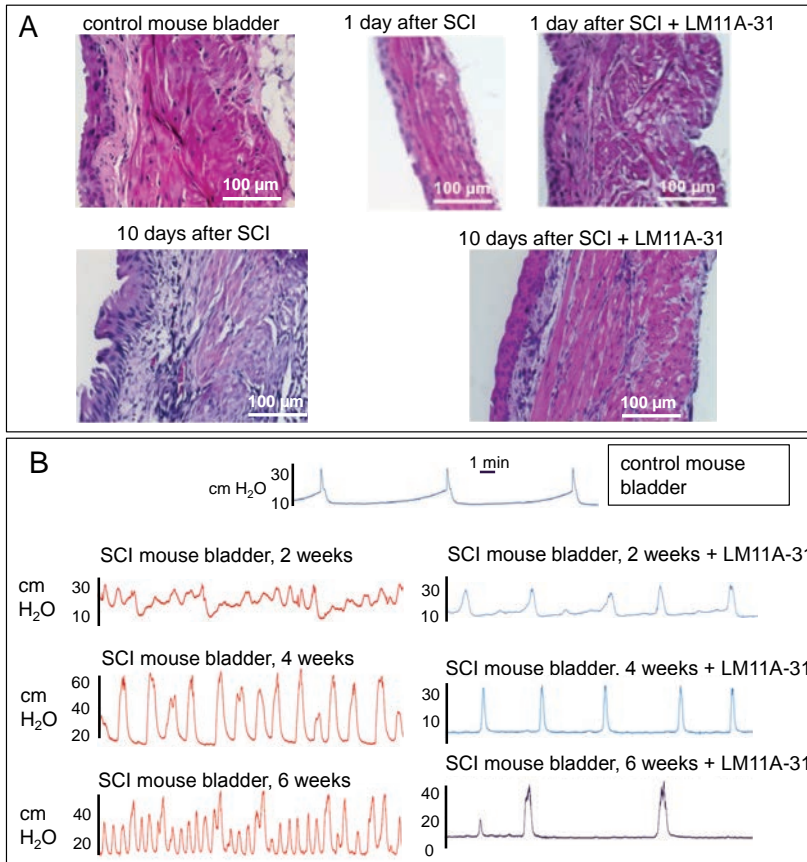 A
control mouse bladder
1 day after SCI
1 day after SCI + LM11A-31
100 µm
100 µm
100 µm
10 days after SCI
10 days after SCI + LM11A-31
100 µm
100 µm
B
cm H2O
30
10
1 min
control mouse
bladder
SCI mouse bladder, 2 weeks
cm
H2O
30
10
SCI mouse bladder, 2 weeks + LM11A-31
30
10
SCI mouse bladder, 4 weeks
cm
H2O
60
40
20
SCI mouse bladder. 4 weeks + LM11A-31
30
10
SCI mouse bladder, 6 weeks
cm
H2O
40
20
SCI mouse bladder, 6 weeks + LM11A-31
40
20
0